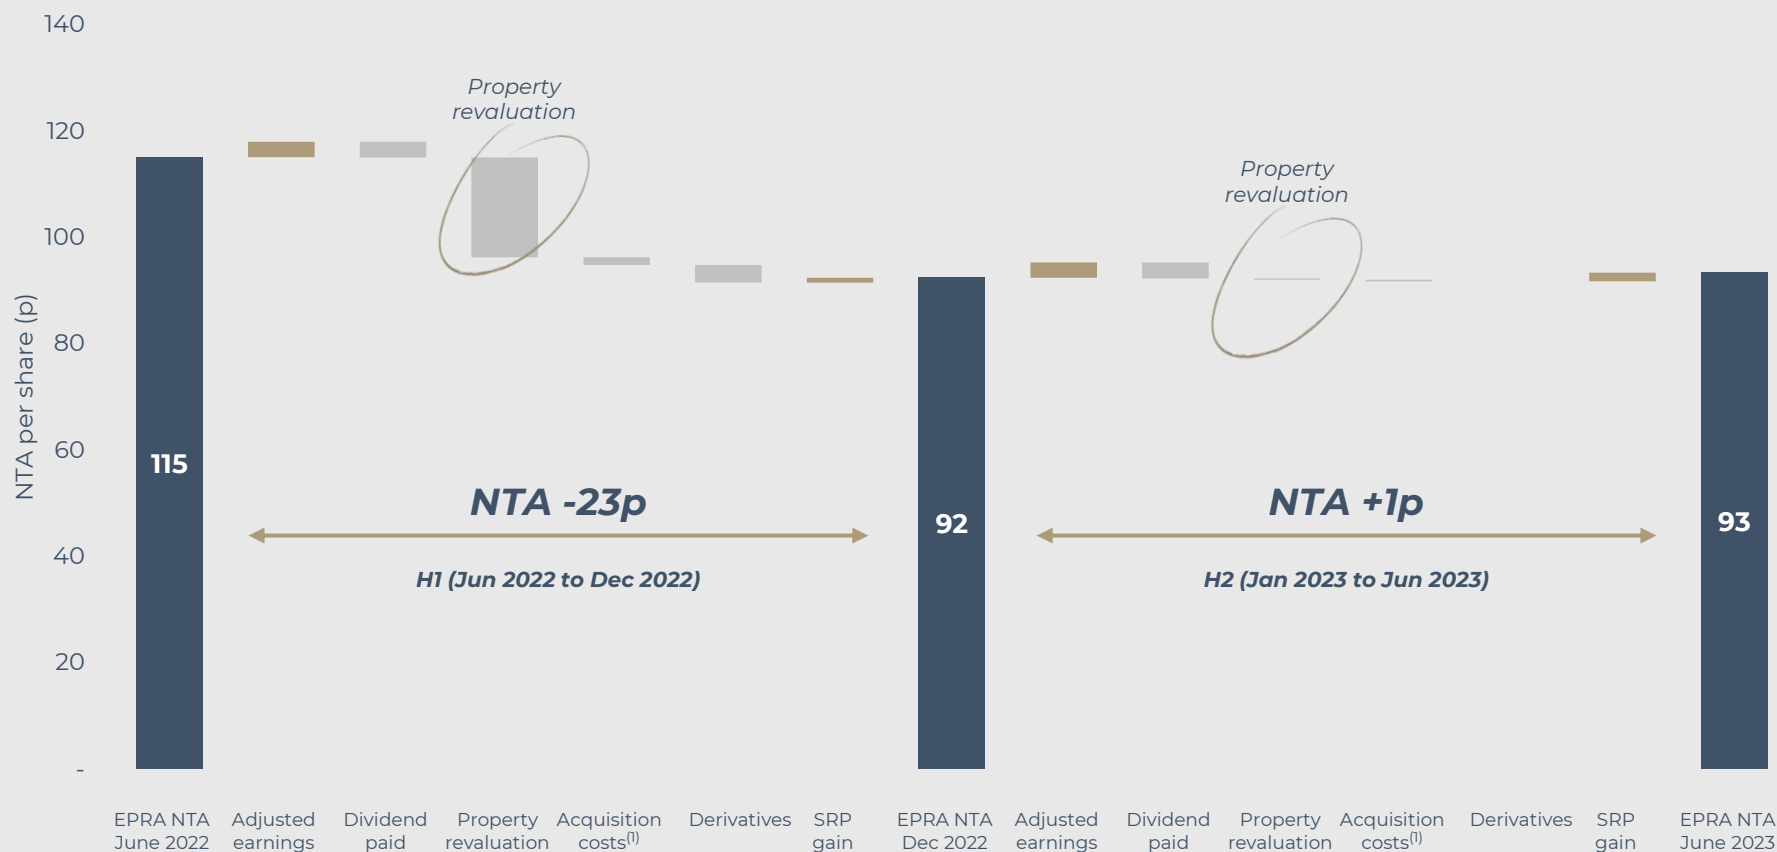 140
120
100
80
60
40
20
-
NTA per share (p)
Property
revaluation
Property
revaluation
115
92
93
NTA -23p
H1 (Jun 2022 to Dec 2022)
NTA +1p
H2 (Jan 2023 to Jun 2023)
EPRA NTA
June 2022
Adjusted
earnings
Dividend
paid
Property
revaluation
Acquisition
costs(1)
Derivatives
SRP
gain
EPRA NTA
Dec 2022
Adjusted
earnings
Dividend
paid
Property
revaluation
Acquisition
costs(1)
Derivatives
SRP
gain
EPRA NTA
June 2023